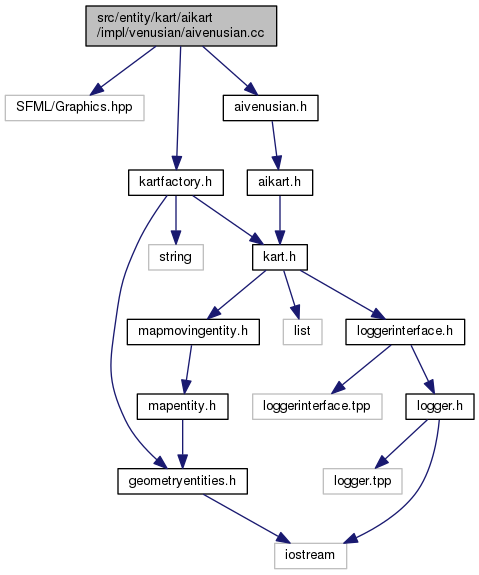 src/entity/kart/aikart
/impl/venusian/aivenusian.cc
SFML/Graphics.hpp
aivenusian.h
kartfactory.h
aikart.h
string
kart.h
mapmovingentity.h
list
loggerinterface.h
mapentity.h
loggerinterface.tpp
logger.h
geometryentities.h
logger.tpp
iostream